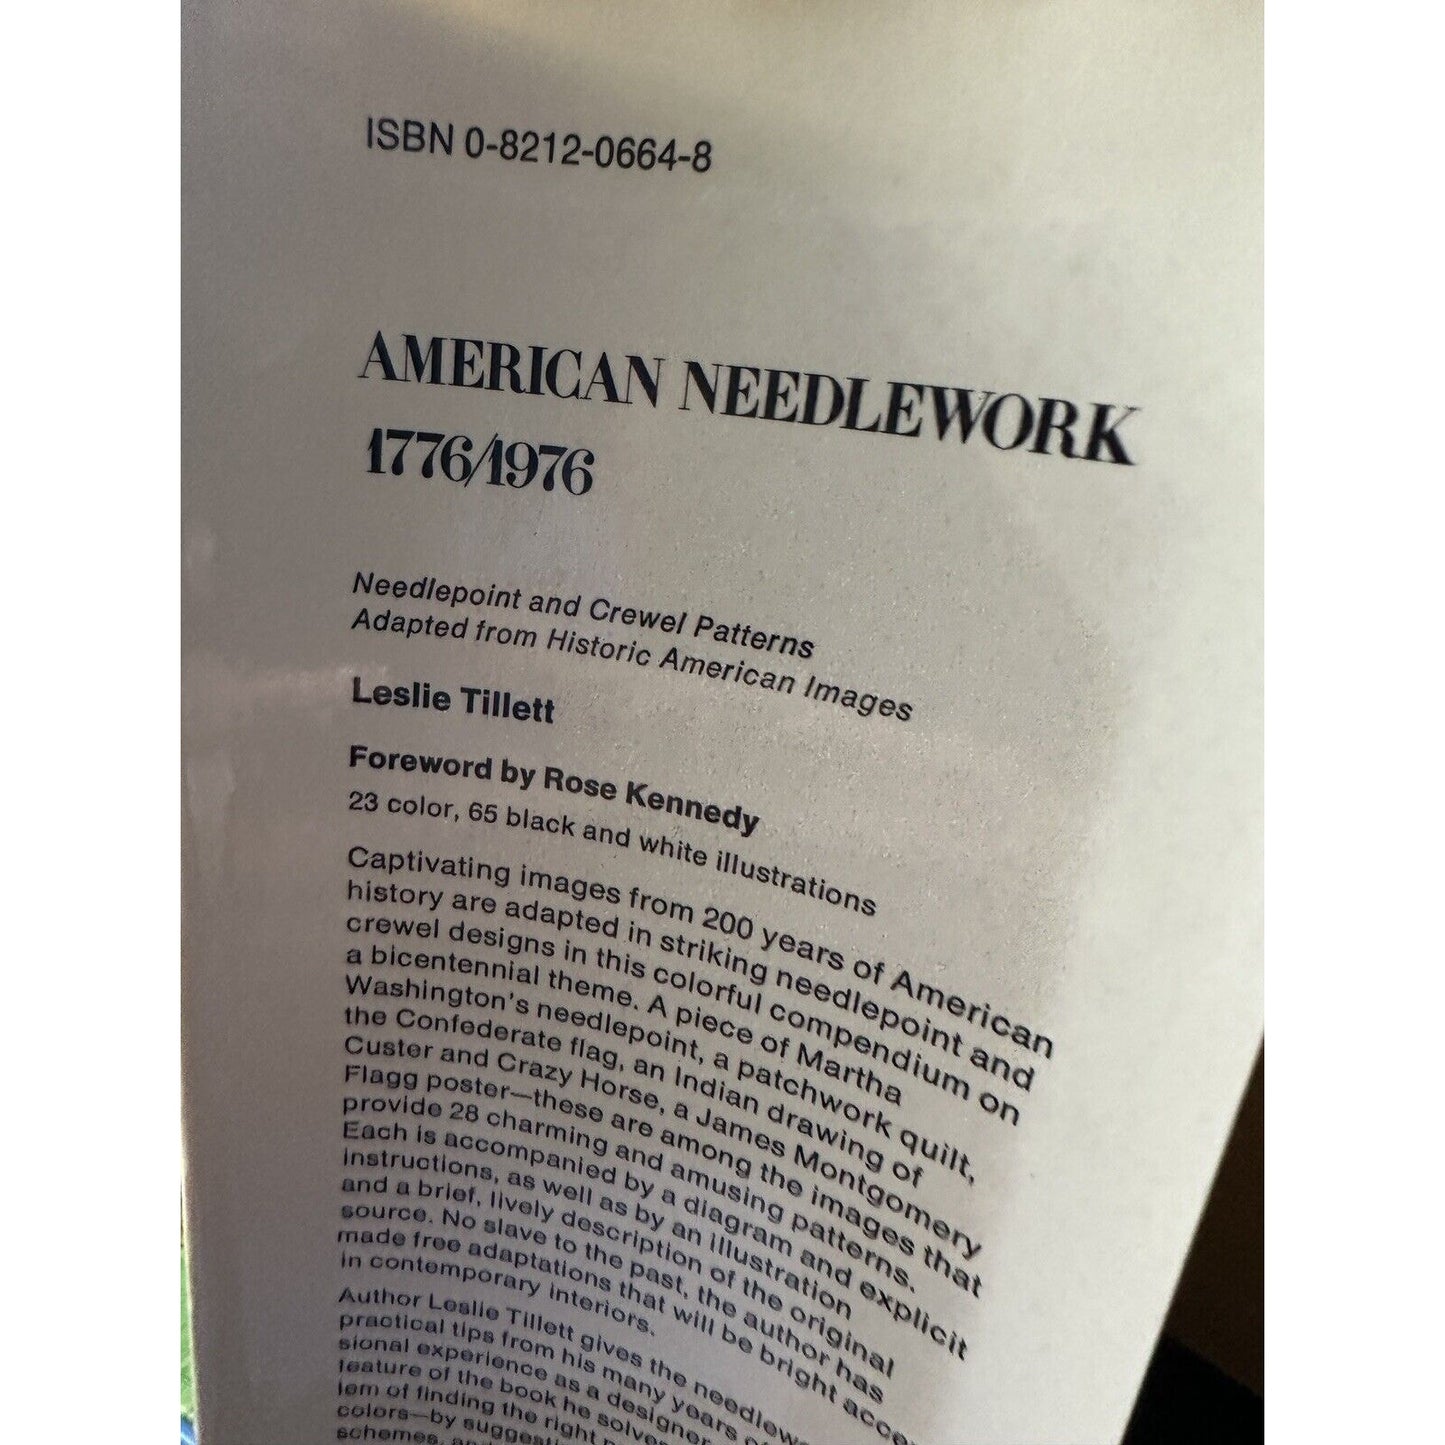 ISBN 0-8212-0664-8
AMERICAN NEEDLEWORK
1776/1976
Needlepoint and Crewel Patterns
Adapted from Historic American Images
Leslie Tillett
Foreword by Rose Kennedy
23 color, 65 black and white illustrations
Captivating images from 200 years of American
history are adapted in striking needlepoint and
crewel designs in this colorful compendium on
a bicentennial theme. A piece of Martha
Washington's needlepoint, a patchwork quilt,
the Confederate flag, an Indian drawing of
Custer and Crazy Horse, a James Montgomery
Flagg poster—these are among the images that
provide 28 charming and amusing patterns.
Each is accompanied by a diagram and explicit
instructions, as well as by an illustration
and a brief, lively description of the original
source. No slave to the past, the author has
made free adaptations that will be bright
in contemporary interiors.
Author Leslie Tillett gives the
practical tips from his many years
sional experience as a designer
feature of the book he solves
lem of finding the right
colors—by
schemes,